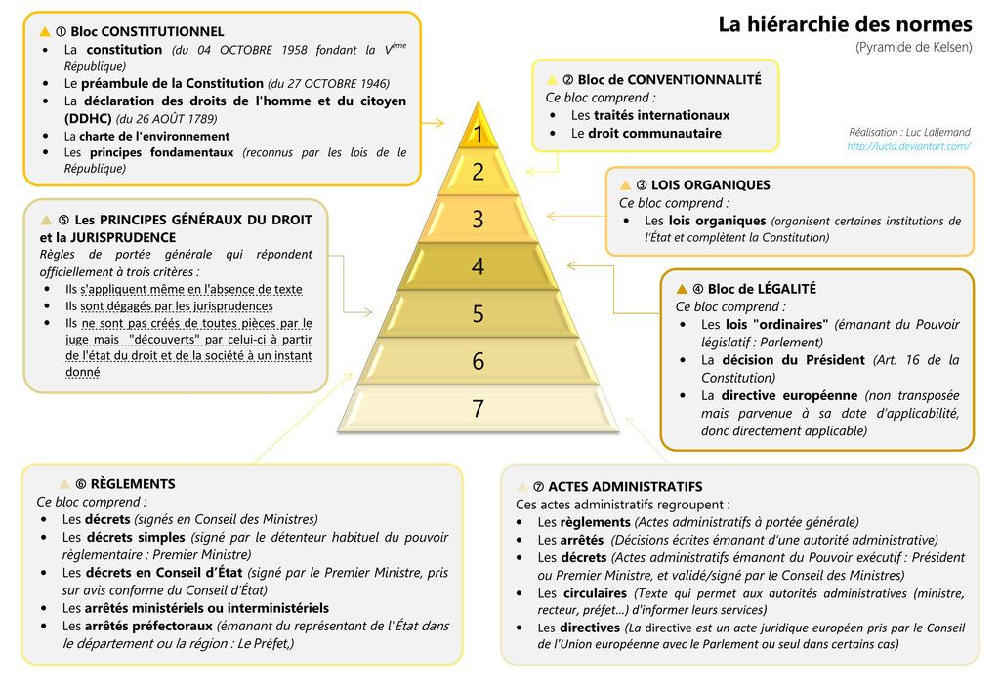 La hiérarchie des normes
(Pyramide de Kelsen)
Réalisation : Luc Lallemand
http://lucla.deviantart.com/
① Bloc CONSTITUTIONNEL
• La constitution (du 04 OCTOBRE 1958 fondant la Vème
République)
• Le préambule de la Constitution (du 27 OCTOBRE 1946)
• La déclaration des droits de l'homme et du citoyen
(DDHC) (du 26 AOÛT 1789)
• La charte de l'environnement
• Les principes fondamentaux (reconnus par les lois de le
République)
② Bloc de CONVENTIONNALITÉ
Ce bloc comprend :
• Les traités internationaux
• Le droit communautaire
③ LOIS ORGANIQUES
Ce bloc comprend :
• Les lois organiques (organisent certaines institutions de
l'État et complètent la Constitution)
④ Bloc de LÉGALITÉ
Ce bloc comprend :
• Les lois "ordinaires" (émanant du Pouvoir
législatif : Parlement)
• La décision du Président (Art. 16 de la
Constitution)
• La directive européenne (non transposée
mais parvenue à sa date d'applicabilité,
donc directement applicable)
⑤ Les PRINCIPES GÉNÉRAUX DU DROIT
et la JURISPRUDENCE
Règles de portée générale qui répondent
officiellement à trois critères :
• Ils s'appliquent même en l'absence de texte
• Ils sont dégagés par les jurisprudences
• Ils ne sont pas créés de toutes pièces par le
juge mais "découverts" par celui-ci à partir
de l'état du droit et de la société à un instant
donné
1
2
3
4
5
6
7
⑥ RÈGLEMENTS
Ce bloc comprend :
• Les décrets (signés en Conseil des Ministres)
• Les décrets simples (signé par le détenteur habituel du pouvoir
règlementaire : Premier Ministre)
• Les décrets en Conseil d'État (signé par le Premier Ministre, pris
sur avis conforme du Conseil d'État)
• Les arrêtés ministériels ou interministériels
• Les arrêtés préfectoraux (émanant du représentant de l'État dans
le département ou la région : Le Préfet,)
⑦ ACTES ADMINISTRATIFS
Ces actes administratifs regroupent :
• Les règlements (Actes administratifs à portée générale)
• Les arrêtés (Décisions écrites émanant d'une autorité administrative)
• Les décrets (Actes administratifs émanant du Pouvoir exécutif : Président
ou Premier Ministre, et validé/signé par le Conseil des Ministres)
• Les circulaires (Texte qui permet aux autorités administratives (ministre,
recteur, préfet...) d'informer leurs services)
• Les directives (La directive est un acte juridique européen pris par le Conseil
de l'Union européenne avec le Parlement ou seul dans certains cas)